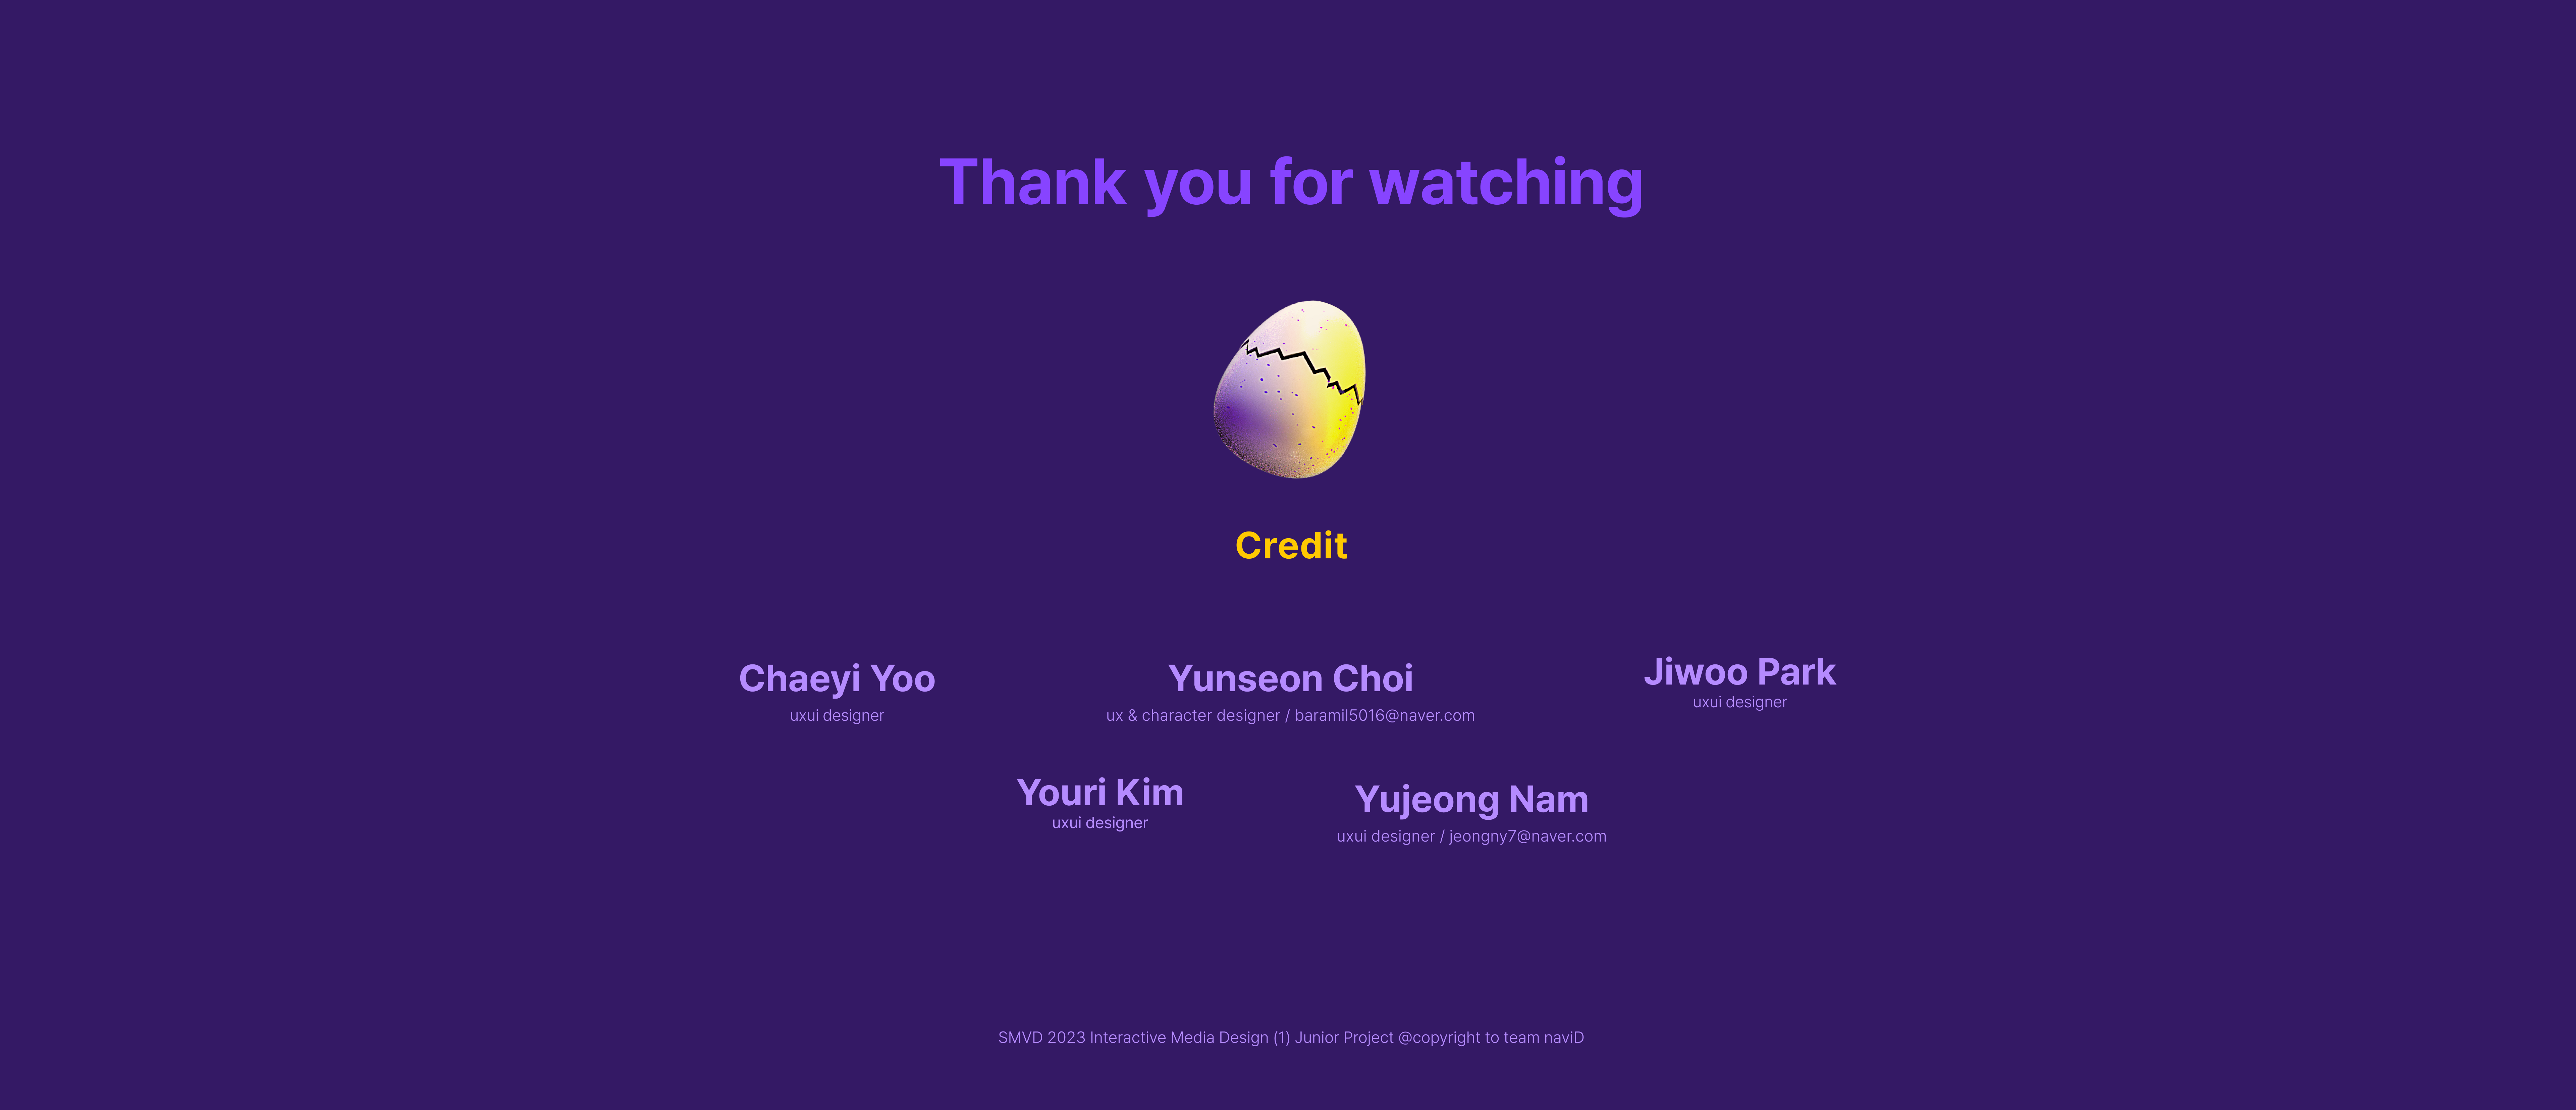 Thank you for watching
Credit
Chaeyi Yoo
uxui designer
Yunseon Choi
ux & character designer / baramil5016@naver.com
Jiwoo Park
uxui designer
Youri Kim
uxui designer
Yujeong Nam
uxui designer / jeongny7@naver.com
SMVD 2023 Interactive Media Design (1) Junior Project @copyright to team naviD